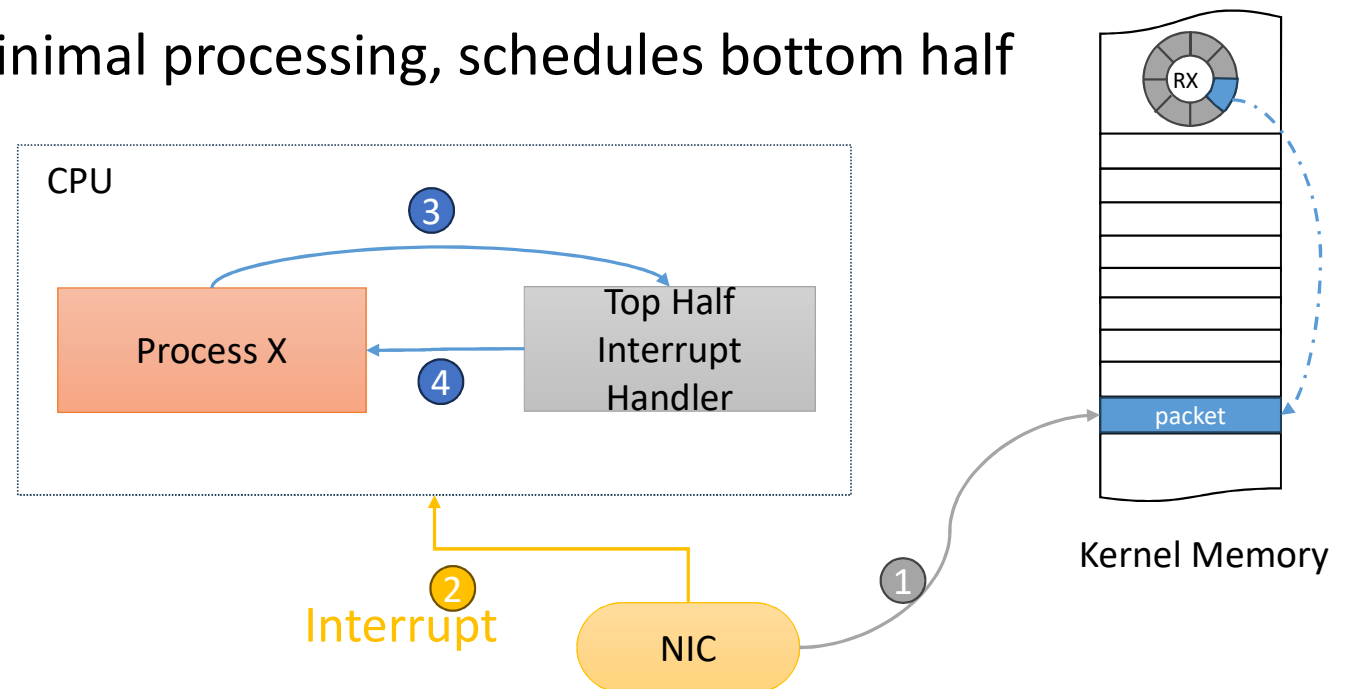 inimal processing, schedules bottom half
RX
CPU
3
Process X
Top Half
Interrupt
Handler
4
packet
Kernel Memory
2
Interrupt
1
NIC